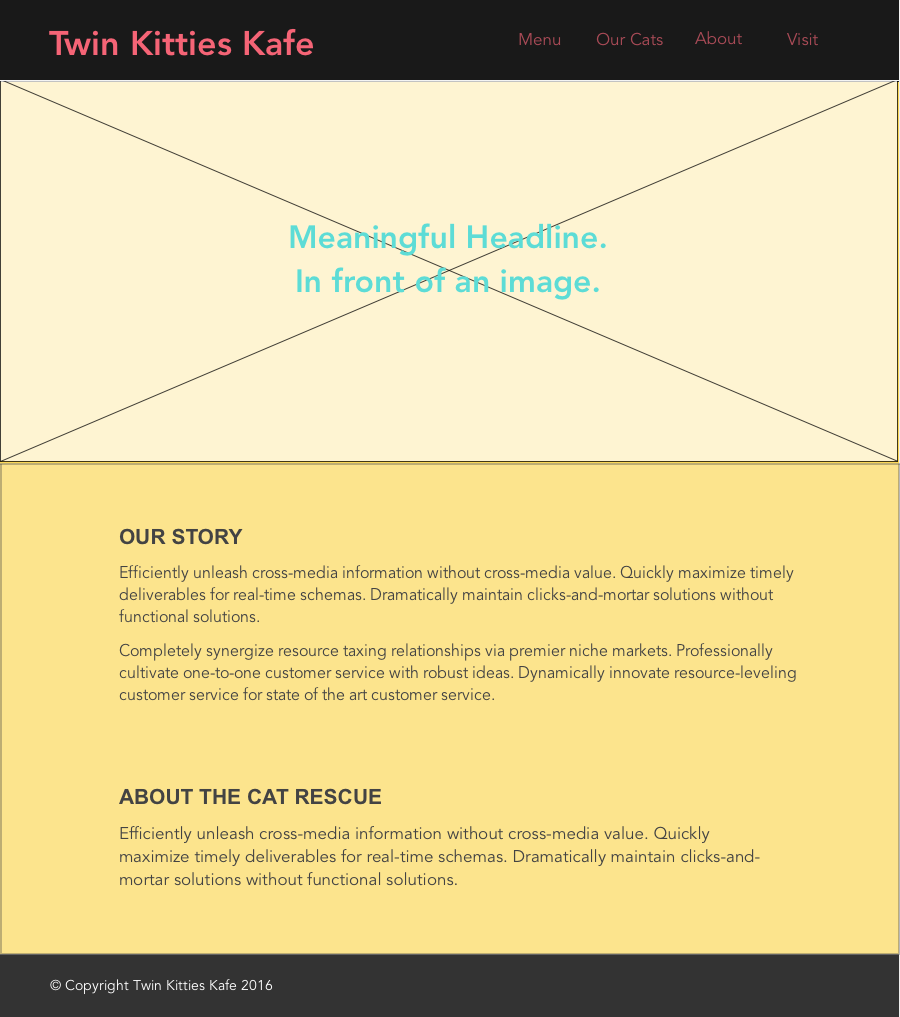 Twin Kitties Kafe
Menu Our Cats About Visit
Meaningful Headline.
In front of an image.
OUR STORY
Efficiently unleash cross-media information without cross-media value. Quickly maximize timely
deliverables for real-time schemas. Dramatically maintain clicks-and-mortar solutions without
functional solutions.
Completely synergize resource taxing relationships via premier niche markets. Professionally
cultivate one-to-one customer service with robust ideas. Dynamically innovate resource-leveling
customer service for state of the art customer service.
ABOUT THE CAT RESCUE
Efficiently unleash cross-media information without cross-media value. Quickly
maximize timely deliverables for real-time schemas. Dramatically maintain clicks-and-
mortar solutions without functional solutions.
© Copyright Twin Kitties Kafe 2016